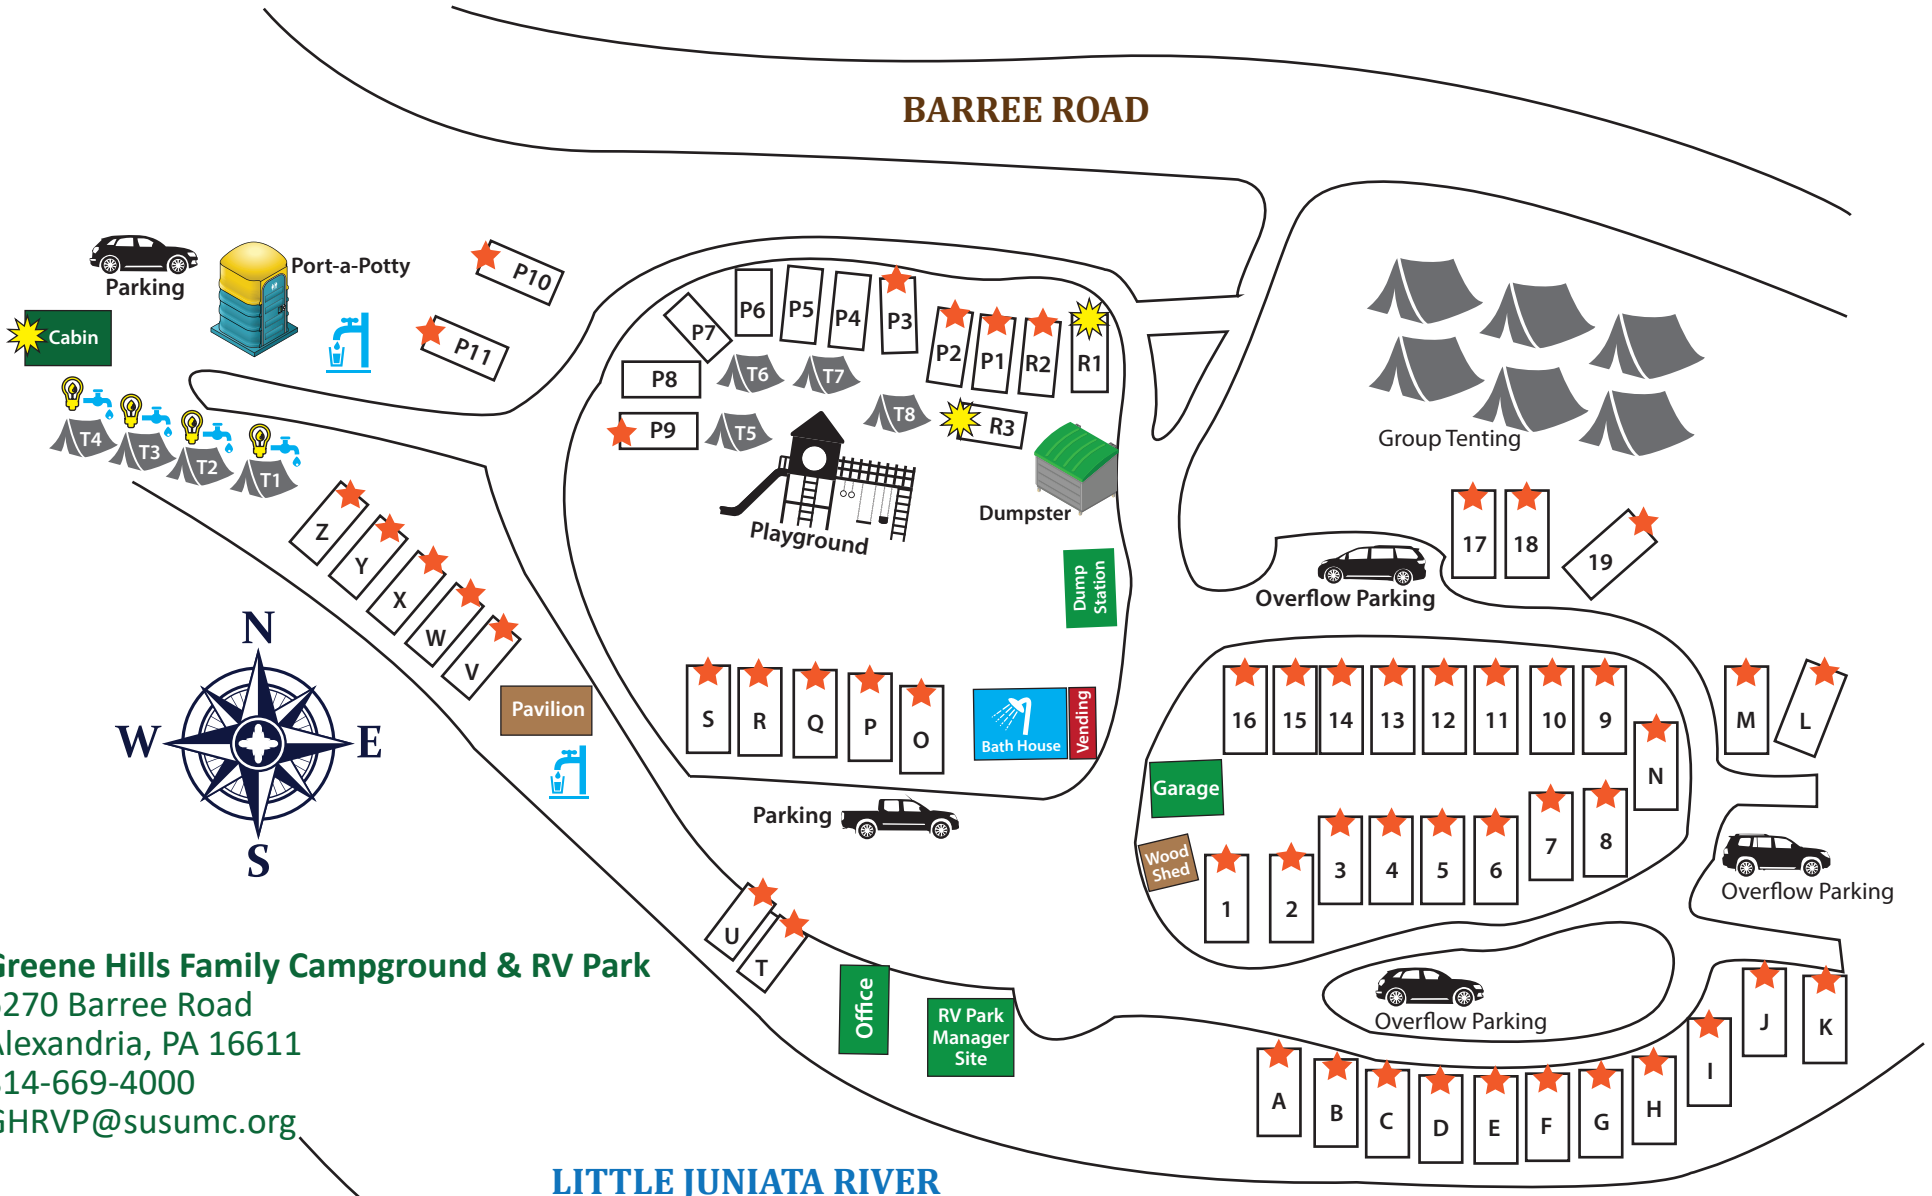 BARREE ROAD
Parking
Port-a-Potty
Cabin
P10
P11
P7
P6
P5
P4
P3
P2
P1
R2
R1
P8
P9
T6
T7
T8
T5
R3
Playground
Dumpster
Dump
Station
Group Tenting
T4
T3
T2
T1
Z
Y
X
W
V
Pavilion
N
W
E
S
17
18
19
Overflow Parking
S
R
Q
P
O
Bath House
Vending
16
15
14
13
12
11
10
9
N
M
L
Garage
Wood
Shed
1
2
3
4
5
6
7
8
Parking
Overflow Parking
U
T
Office
RV Park
Manager
Site
Overflow Parking
A
B
C
D
E
F
G
H
I
J
K
Greene Hills Family Campground & RV Park
270 Barree Road
Alexandria, PA 16611
814-669-4000
GHRVP@susumc.org
LITTLE JUNIATA RIVER